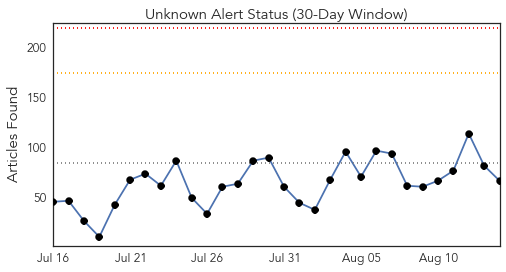 Unknown Alert Status (30-Day Window)
Articles Found
200
150
100
50
Jul 16 Jul 21 Jul 26 Jul 31 Aug 05 Aug 10